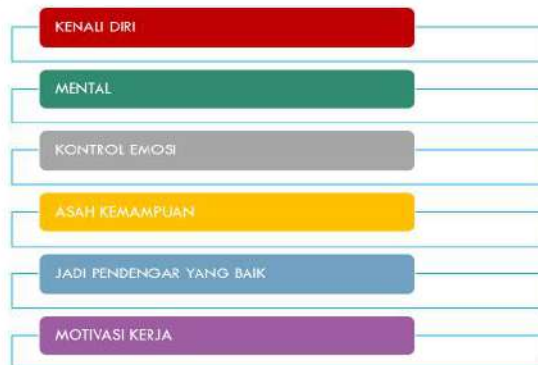 KENALI DIRI
MENTAL
KONTROL EMOSI
ASAH KEMAMPUAN
JADI PENDENGAR YANG BAIK
MOTIVASI KERJA